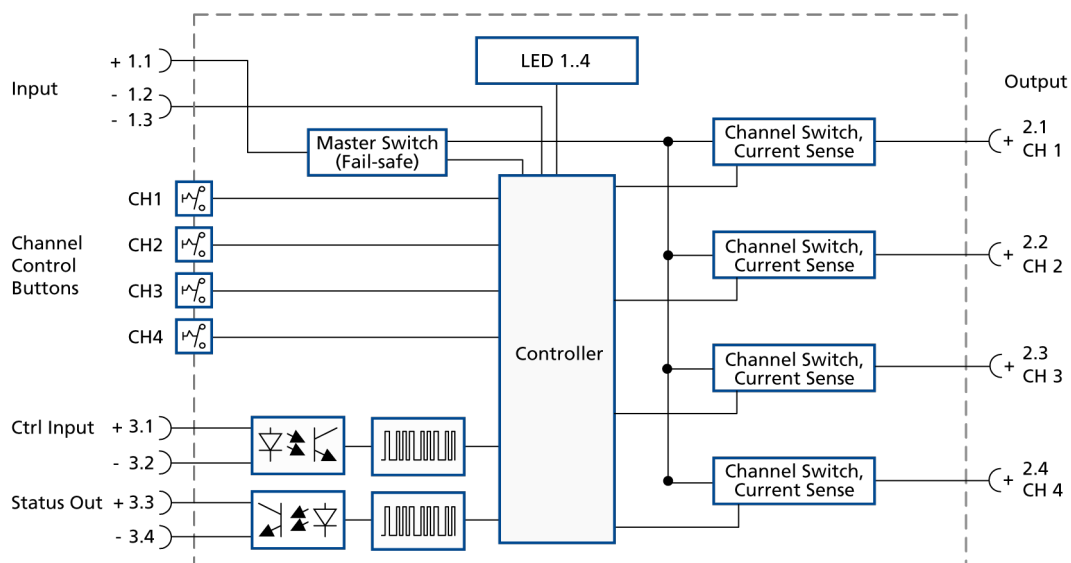 Input
+ 1.1
- 1.2
- 1.3
LED 1..4
Output
Master Switch
(Fail-safe)
Channel Switch,
Current Sense
+ 2.1
CH 1
Channel
Control
Buttons
CH1
CH2
CH3
CH4
Controller
Channel Switch,
Current Sense
+ 2.2
CH 2
Channel Switch,
Current Sense
+ 2.3
CH 3
Channel Switch,
Current Sense
+ 2.4
CH 4
Ctrl Input
+ 3.1
- 3.2
Status Out
+ 3.3
- 3.4